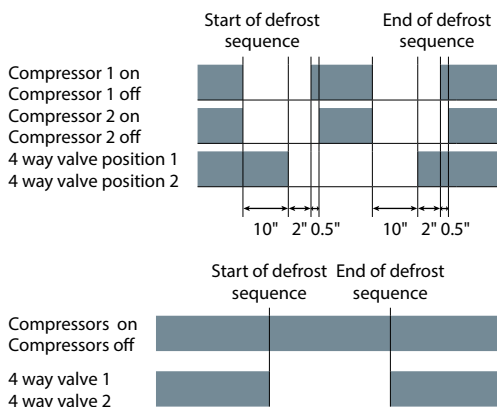 Start of defrost
sequence
End of defrost
sequence
Compressor 1 on
Compressor 1 off
Compressor 2 on
Compressor 2 off
4 way valve position 1
4 way valve position 2
10" 2" 0.5" 10" 2" 0.5"
Start of defrost
sequence
End of defrost
sequence
Compressors on
Compressors off
4 way valve 1
4 way valve 2